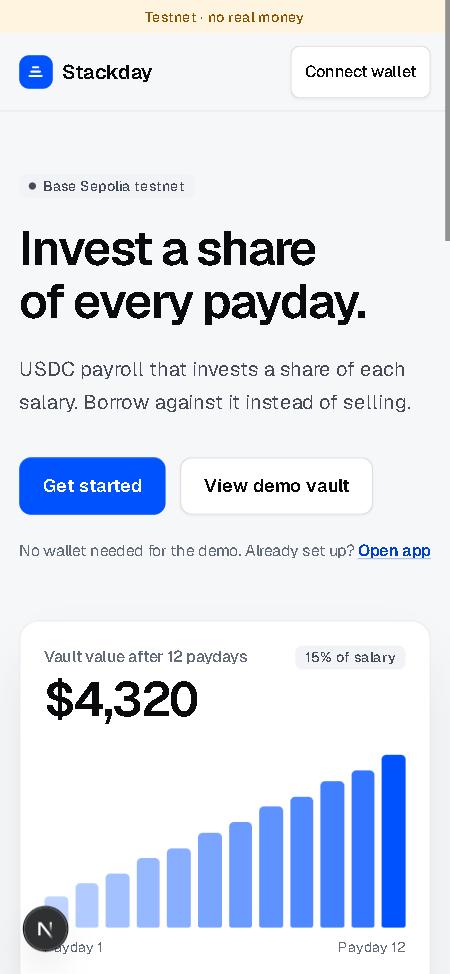 Testnet · no real money
Stackday
Connect wallet
Base Sepolia testnet
Invest a share
of every payday.
USDC payroll that invests a share of each
salary. Borrow against it instead of selling.
Get started
View demo vault
No wallet needed for the demo. Already set up? Open app
Vault value after 12 paydays
15% of salary
$4,320
N
ayday 1
Payday 12